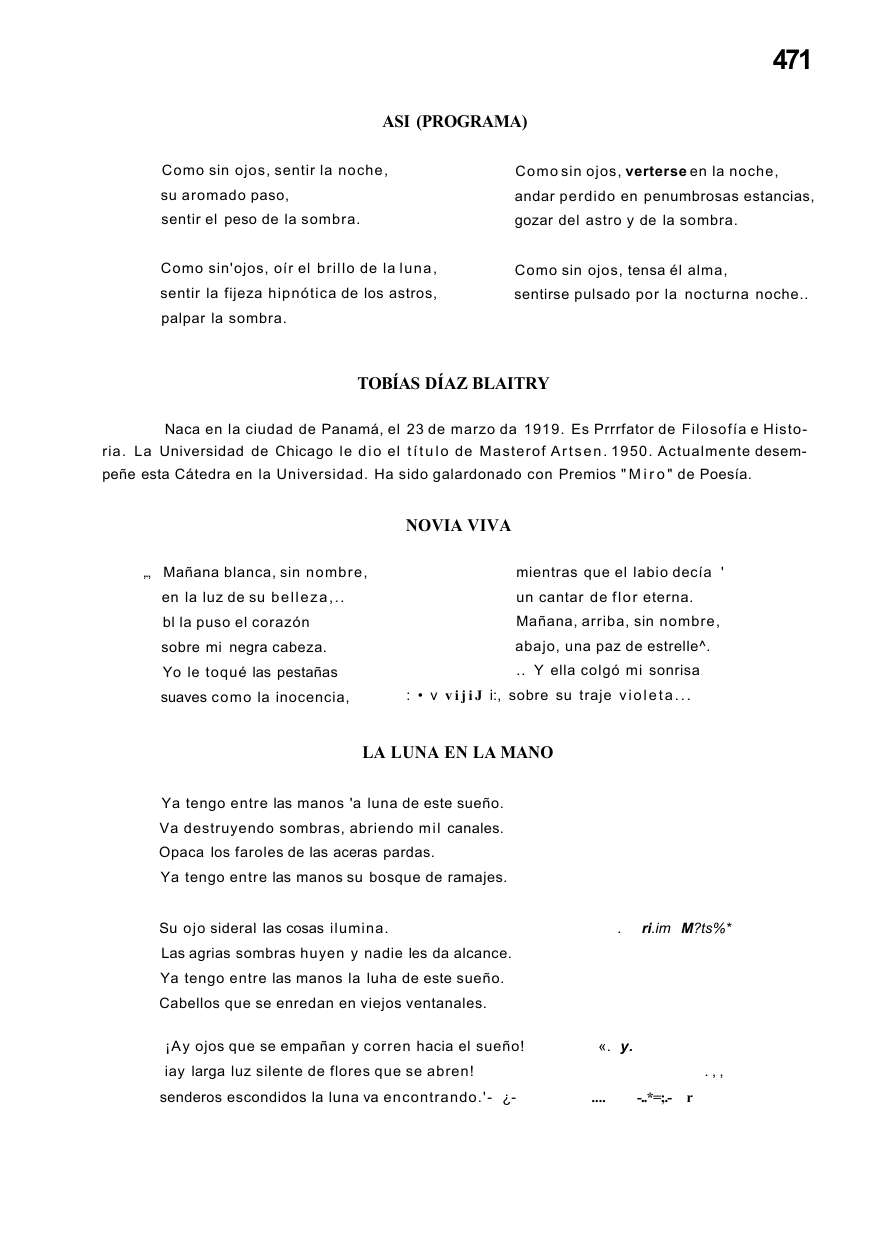 471
ASI (PROGRAMA)
Como sin ojos, sentir la noche,
su aromado paso,
sentir el peso de la sombra.
Como sin'ojos, oír el brillo de la luna,
sentir la fijeza hipnótica de los astros,
palpar la sombra.
Como sin ojos, verterse en la noche,
andar perdido en penumbrosas estancias,
gozar del astro y de la sombra.
Como sin ojos, tensa él alma,
sentirse pulsado por la nocturna noche..
TOBÍAS DÍAZ BLAITRY
Naca en la ciudad de Panamá, el 23 de marzo da 1919. Es Prrrfator de Filosofía e Histo-
ria. La Universidad de Chicago le dio el título de Masterof Artsen. 1950. Actualmente desem-
peñe esta Cátedra en la Universidad. Ha sido galardonado con Premios "Miro" de Poesía.
NOVIA VIVA
Mañana blanca, sin nombre,
en la luz de su belleza,..
bl la puso el corazón
sobre mi negra cabeza.
Yo le toqué las pestañas
suaves como la inocencia,
mientras que el labio decía '
un cantar de flor eterna.
Mañana, arriba, sin nombre,
abajo, una paz de estrelle^.
.. Y ella colgó mi sonrisa
: • v vijiJ i:, sobre su traje violeta...
LA LUNA EN LA MANO
Ya tengo entre las manos 'a luna de este sueño.
Va destruyendo sombras, abriendo mil canales.
Opaca los faroles de las aceras pardas.
Ya tengo entre las manos su bosque de ramajes.
Su ojo sideral las cosas ilumina. . ri.im M?ts%*
Las agrias sombras huyen y nadie les da alcance.
Ya tengo entre las manos la luha de este sueño.
Cabellos que se enredan en viejos ventanales.
¡Ay ojos que se empañan y corren hacia el sueño! «. y.
iay larga luz silente de flores que se abren! . , ,
senderos escondidos la luna va encontrando.'- ¿- .... -..*=;.- r